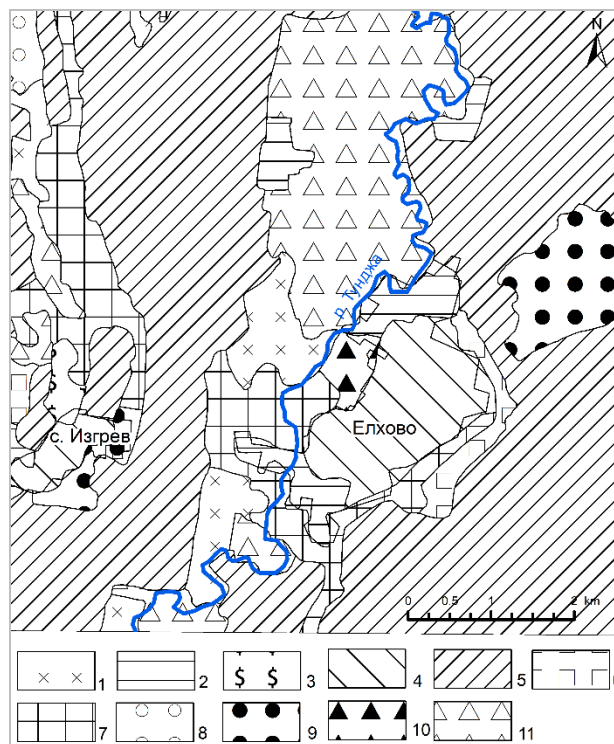 N
р. Тунджа
с. Изгрев
Елхово
0 0.5 1 2 km
1 2 3 4 5
7 8 9 10 11